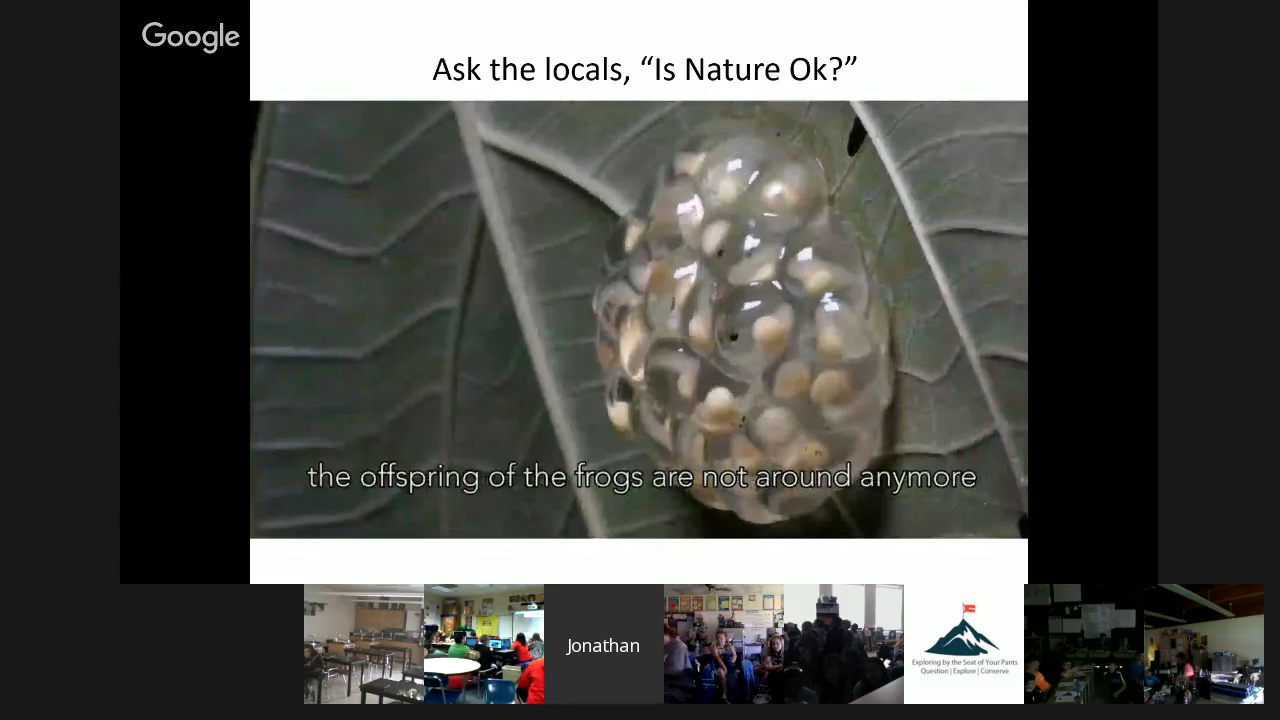 Google
Ask the locals, “Is Nature Ok?”
the offspring of the frogs are not around anymore
Jonathan
Exploring by the Seat of Your Pants
Question | Explore | Conserve